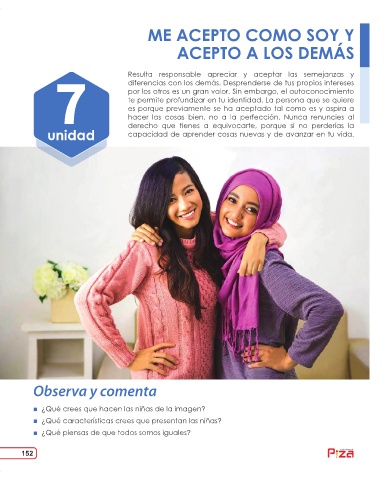 ME ACEPTO COMO SOY Y
ACEPTO A LOS DEMÁS
7
unidad
Resulta responsable apreciar y aceptar las semejanzas y
diferencias con los demás. Desprenderse de tus propios intereses
por los otros es un gran valor. Sin embargo, el autoconocimiento
te permite profundizar en tu identidad. La persona que se quiere
es porque previamente se ha aceptado tal como es y aspira a
hacer las cosas bien, no a la perfección. Nunca renuncies al
derecho que tienes a equivocarte, porque si no perderías la
capacidad de aprender cosas nuevas y de avanzar en tu vida.
Observa y comenta
¿Qué crees que hacen las niñas de la imagen?
¿Qué características crees que presentan las niñas?
¿Qué piensas de que todos somos iguales?
152